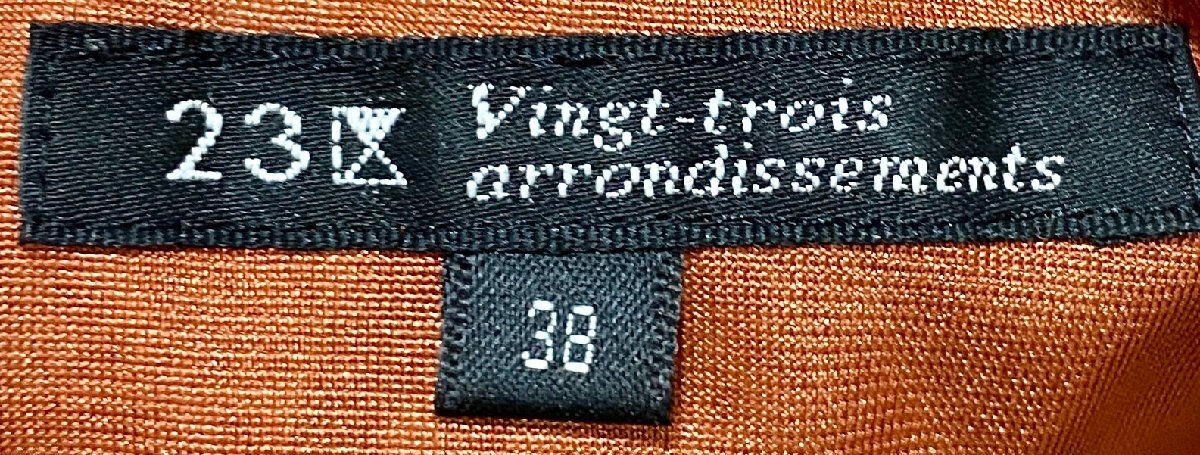 23区 Vingt-trois
arrondissements
38